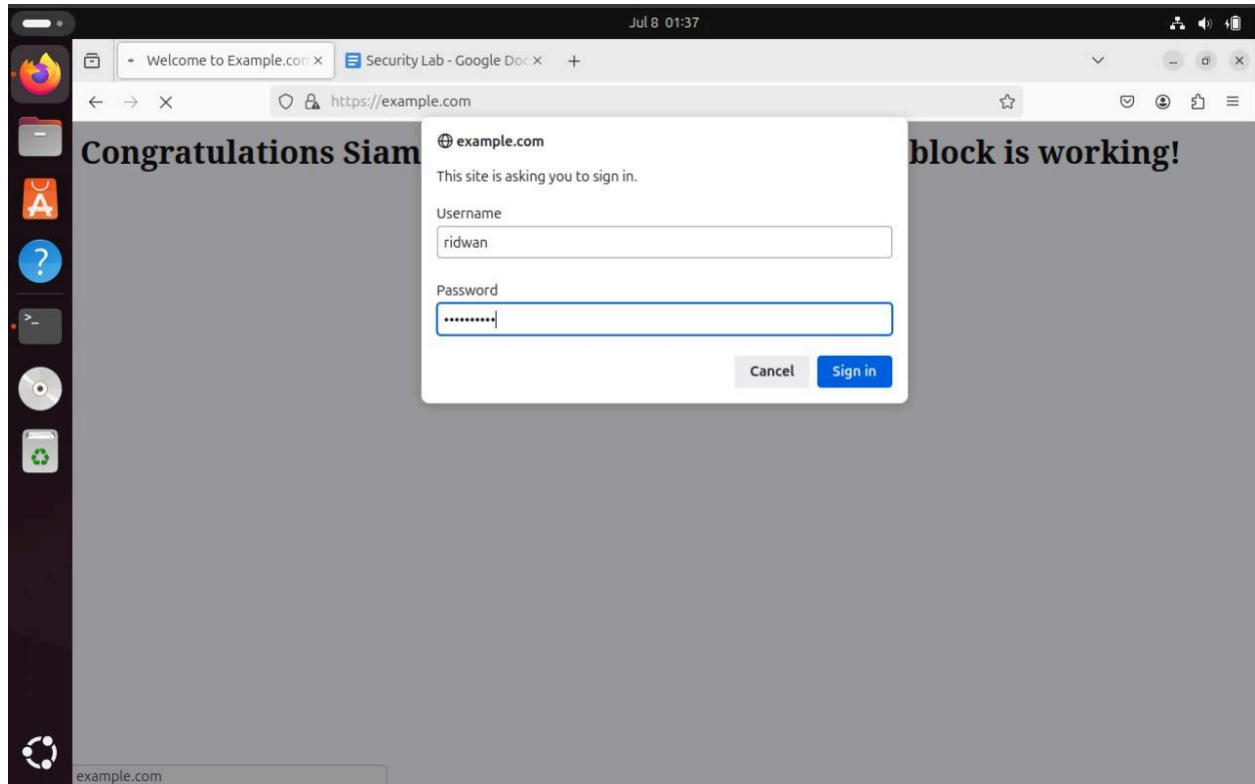 Jul 8 01:37
Welcome to Example.com
Security Lab - Google Doc
https://example.com
Congratulations Siam
block is working!
example.com
This site is asking you to sign in.
Username
ridwan
Password
••••••••••
Cancel
Sign in
example.com